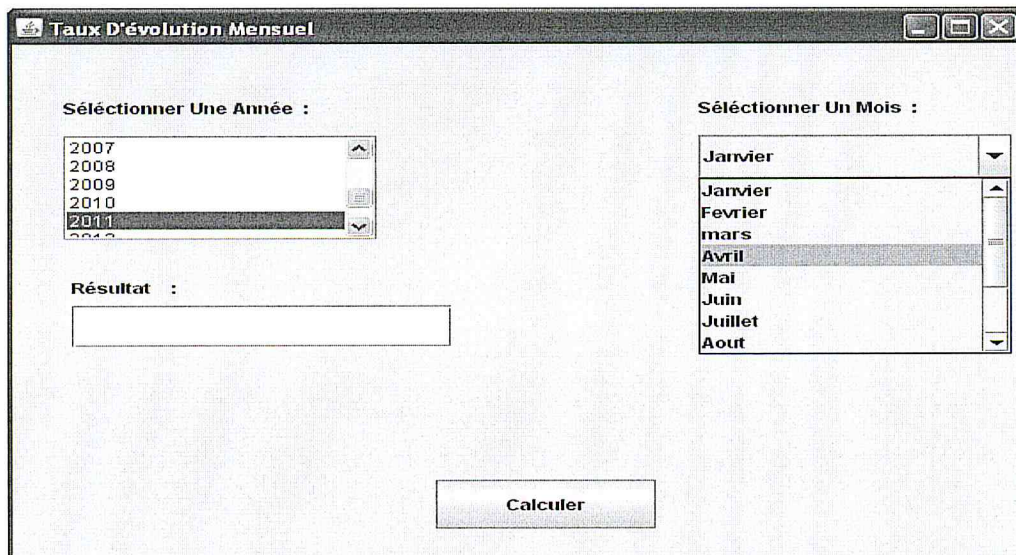 Taux D'évolution Mensuel
Séléctionner Une Année :
2007
2008
2009
2010
2011
Résultat :
Séléctionner Un Mois :
Janvier
Janvier
Fevrier
mars
Avril
Mai
Juin
Juillet
Aout
Calculer